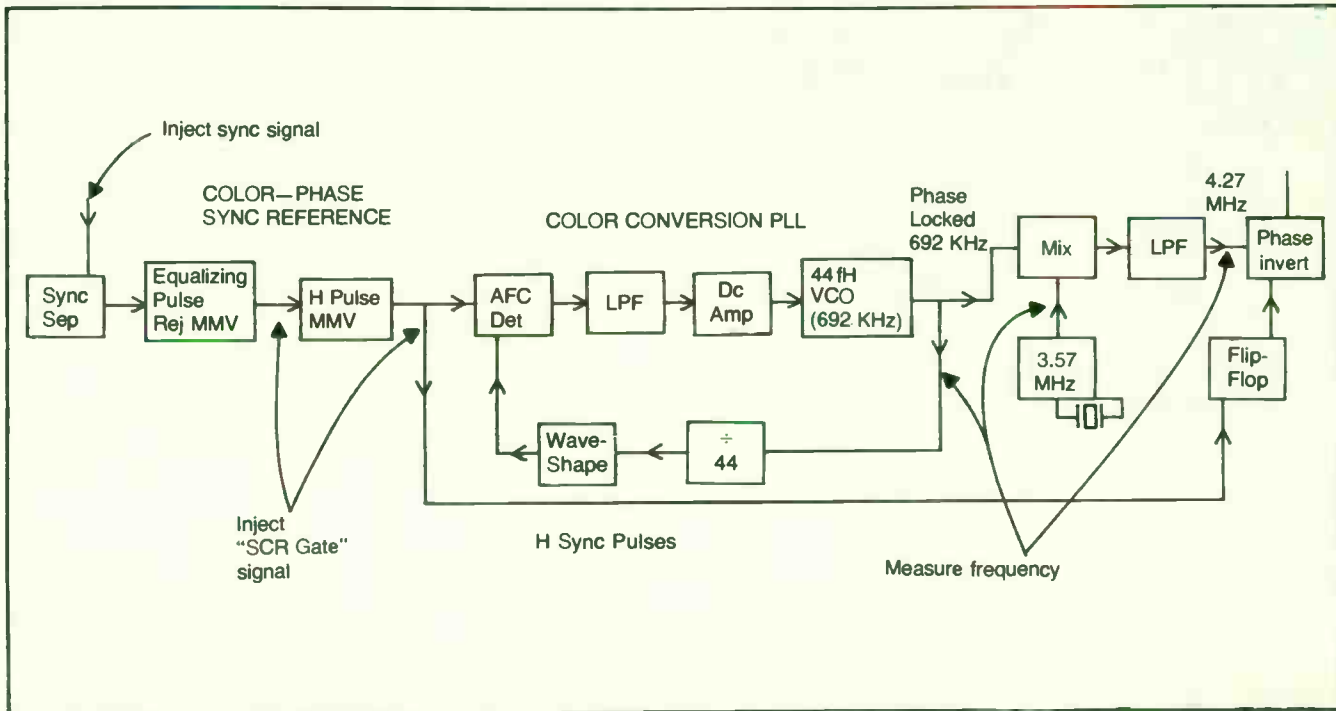 Inject sync signal
COLOR—PHASE
SYNC REFERENCE
COLOR CONVERSION PLL
Phase
Locked
692 KHz
4.27
MHz
Sync
Sep
Equalizing
Pulse
Rej MMV
H Pulse
MMV
AFC
Det
LPF
Dc
Amp
44fH
VCO
(692 KHz)
Mix
LPF
Phase
invert
3.57
MHz
Flip-
Flop
Wave-
Shape
÷
44
Inject
“SCR Gate”
signal
H Sync Pulses
Measure frequency